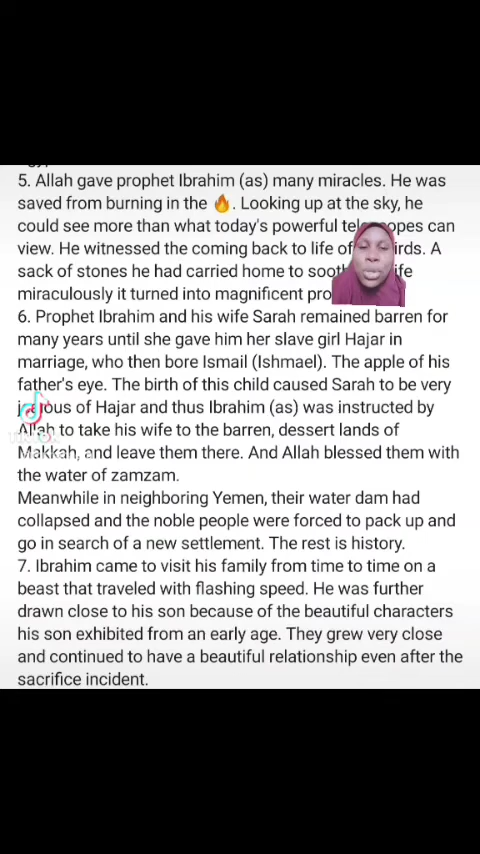 5. Allah gave prophet Ibrahim (as) many miracles. He was
saved from burning in the 🔥. Looking up at the sky, he
could see more than what today's powerful telescopes can
view. He witnessed the coming back to life of birds. A
sack of stones he had carried home to wife
miraculously it turned into magnificent
6. Prophet Ibrahim and his wife Sarah remained barren for
many years until she gave him her slave girl Hajar in
marriage, who then bore Ismail (Ishmael). The apple of his
father's eye. The birth of this child caused Sarah to be very
jealous of Hajar and thus Ibrahim (as) was instructed by
Allah to take his wife to the barren, dessert lands of
Makkah, and leave them there. And Allah blessed them with
the water of zamzam.
Meanwhile in neighboring Yemen, their water dam had
collapsed and the noble people were forced to pack up and
go in search of a new settlement. The rest is history.
7. Ibrahim came to visit his family from time to time on a
beast that traveled with flashing speed. He was further
drawn close to his son because of the beautiful characters
his son exhibited from an early age. They grew very close
and continued to have a beautiful relationship even after the
sacrifice incident.
TikTok